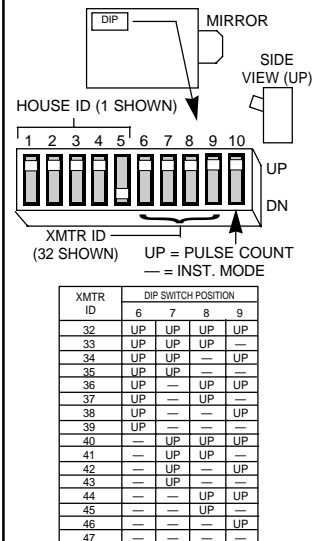 DIP
MIRROR
SIDE
VIEW (UP)
HOUSE ID (1 SHOWN)
1 2 3 4 5 6 7 8 9 10
UP
DN
XMTR ID
(32 SHOWN)
UP = PULSE COUNT
— = INST. MODE
XMTR ID DIP SWITCH POSITION
6 7 8 9
32 UP UP UP UP
33 UP UP UP —
34 UP UP — UP
35 UP UP — —
36 UP — UP UP
37 UP — UP —
38 UP — — UP
39 UP — — —
40 — UP UP UP
41 — UP UP —
42 — UP — UP
43 — UP — —
44 — — UP UP
45 — — UP —
46 — — — UP
47 — — — —